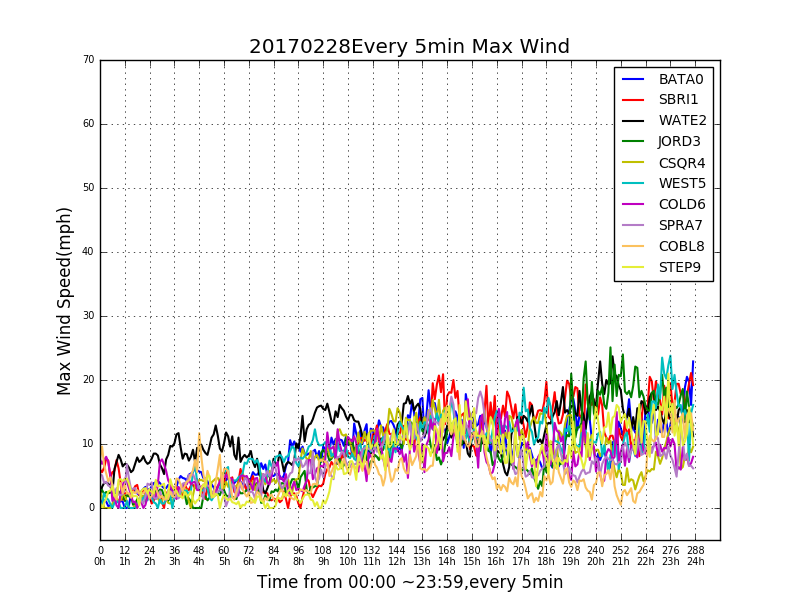 20170228Every 5min Max Wind
Max Wind Speed(mph)
70
60
50
40
30
20
10
0
BATA0
SBRI1
WATE2
JORD3
CSQR4
WEST5
COLD6
SPRA7
COBL8
STEP9
0 12 24 36 48 60 72 84 96 108 120 132 144 156 168 180 192 204 216 228 240 252 264 276 288
0h 1h 2h 3h 4h 5h 6h 7h 8h 9h 10h 11h 12h 13h 14h 15h 16h 17h 18h 19h 20h 21h 22h 23h 24h
Time from 00:00 ~23:59,every 5min